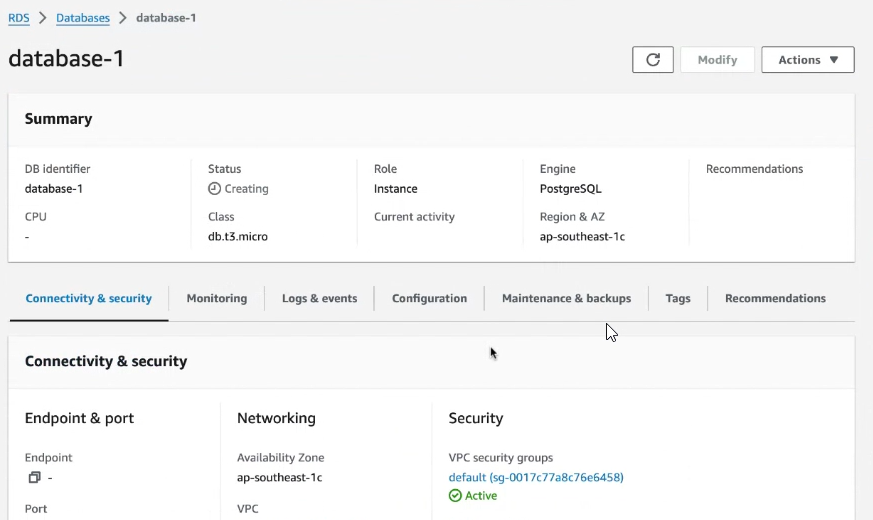 RDS > Databases > database-1
database-1
Modify
Actions
Summary
DB identifier
database-1
Status
Creating
Role
Instance
Engine
PostgreSQL
Recommendations
CPU
-
Class
db.t3.micro
Current activity
Region & AZ
ap-southeast-1c
Connectivity & security
Monitoring
Logs & events
Configuration
Maintenance & backups
Tags
Recommendations
Connectivity & security
Endpoint & port
Endpoint
-
Port
Networking
Availability Zone
ap-southeast-1c
VPC
Security
VPC security groups
default (sg-0017c77a8c76e6458)
Active